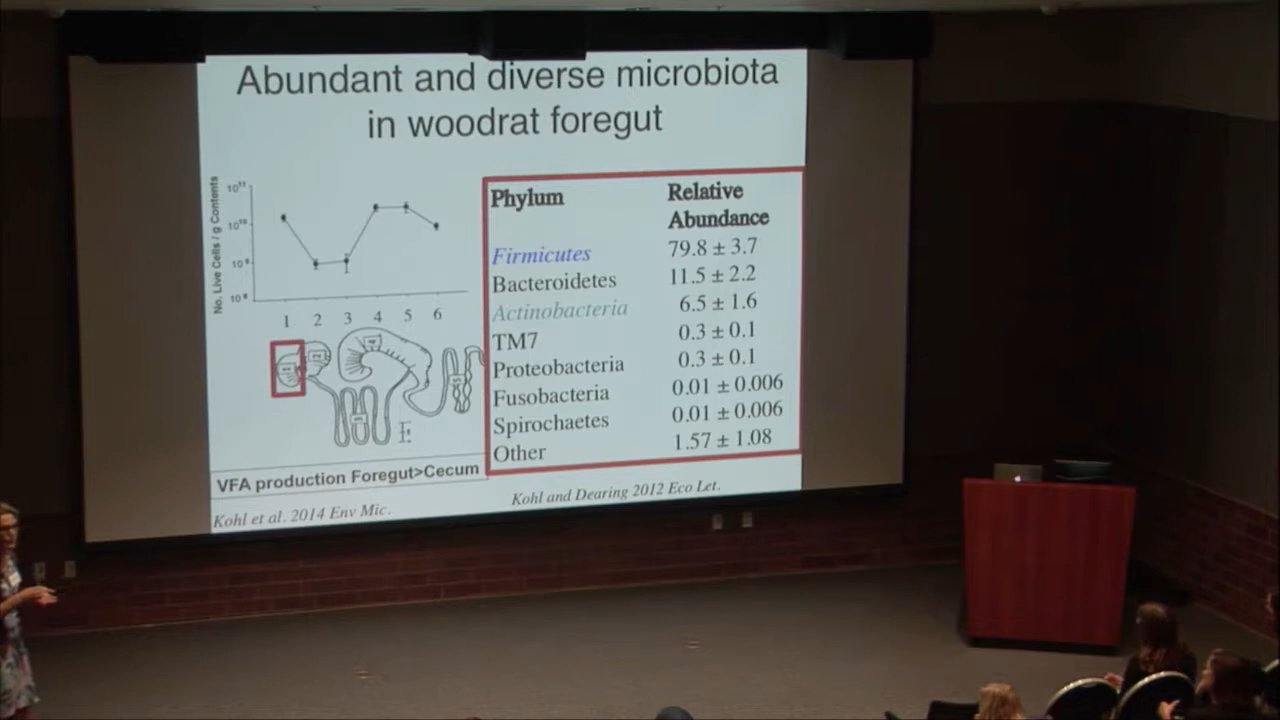 Abundant and diverse microbiota
in woodrat foregut
No. Live Cells / g Contents
10¹¹
10¹⁰
10⁹
10⁸
1 2 3 4 5 6
VFA production Foregut>Cecum
Kohl et al. 2014 Env Mic.
Phylum Relative Abundance
Firmicutes 79.8 ± 3.7
Bacteroidetes 11.5 ± 2.2
Actinobacteria 6.5 ± 1.6
TM7 0.3 ± 0.1
Proteobacteria 0.3 ± 0.1
Fusobacteria 0.01 ± 0.006
Spirochaetes 0.01 ± 0.006
Other 1.57 ± 1.08
Kohl and Dearing 2012 Eco Let.